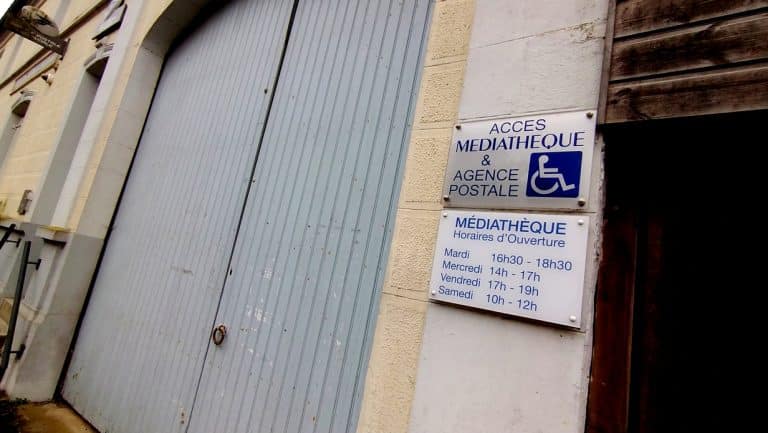 ACCES
MEDIATHEQUE
&
AGENCE
POSTALE
MÉDIATHÈQUE
Horaires d'Ouverture
Mardi 16h30 - 18h30
Mercredi 14h - 17h
Vendredi 17h - 19h
Samedi 10h - 12h